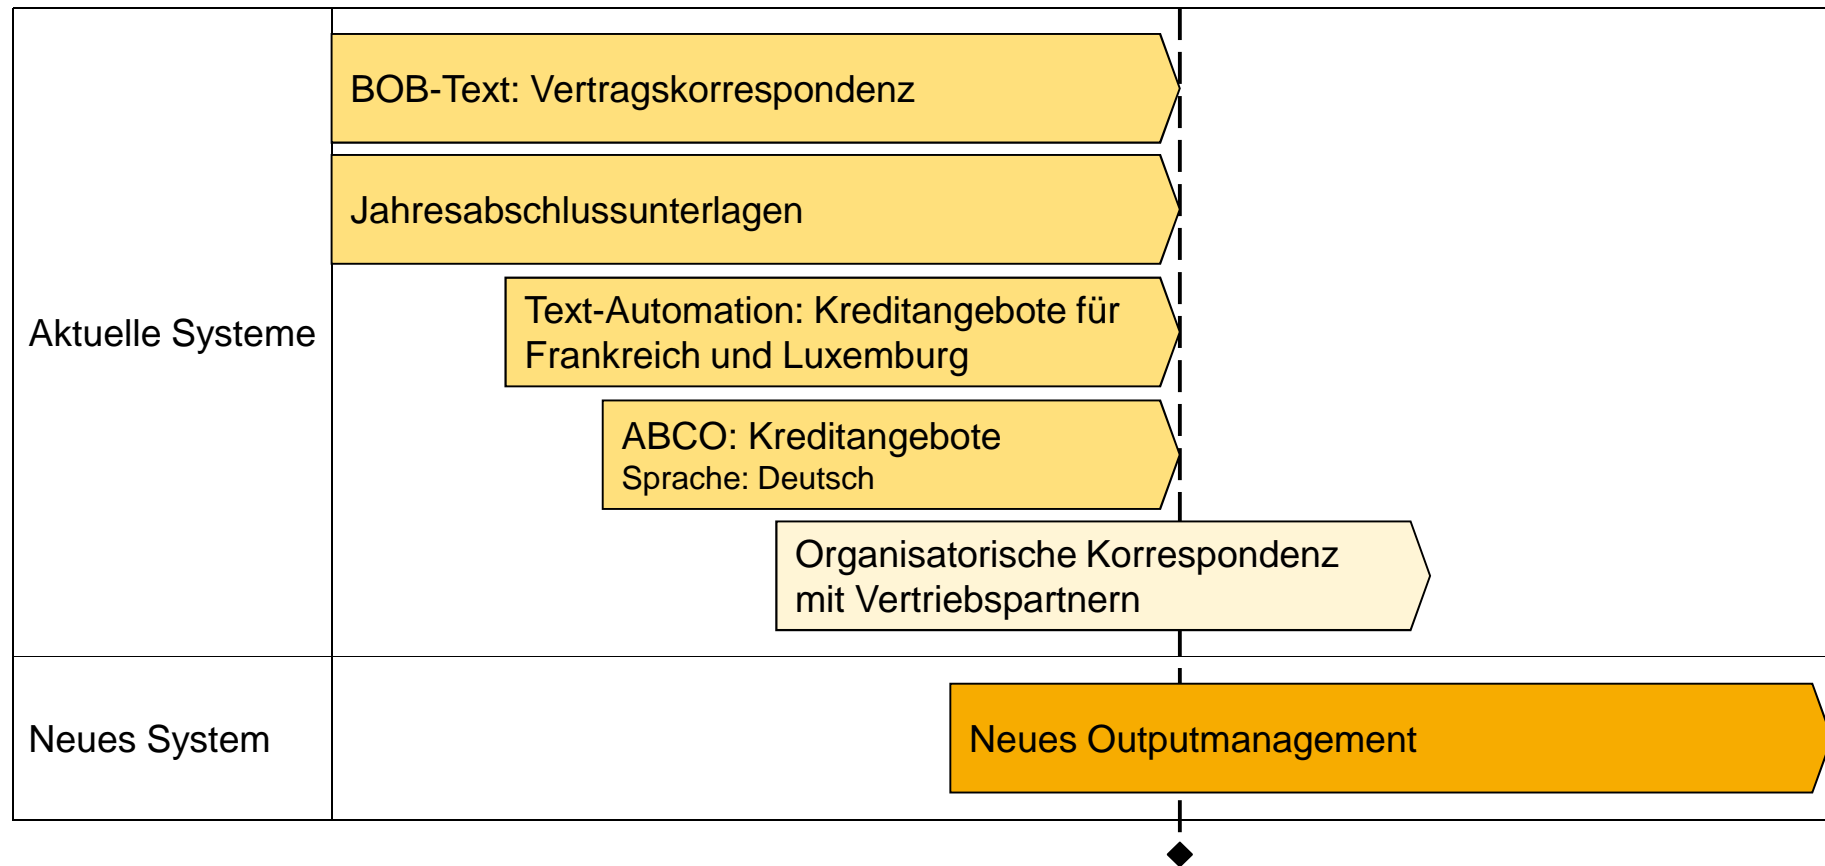 BOB-Text: Vertragskorrespondenz
Jahresabschlussunterlagen
Aktuelle Systeme
Text-Automation: Kreditangebote für
Frankreich und Luxemburg
ABCO: Kreditangebote
Sprache: Deutsch
Organisatorische Korrespondenz
mit Vertriebspartnern
Neues System
Neues Outputmanagement